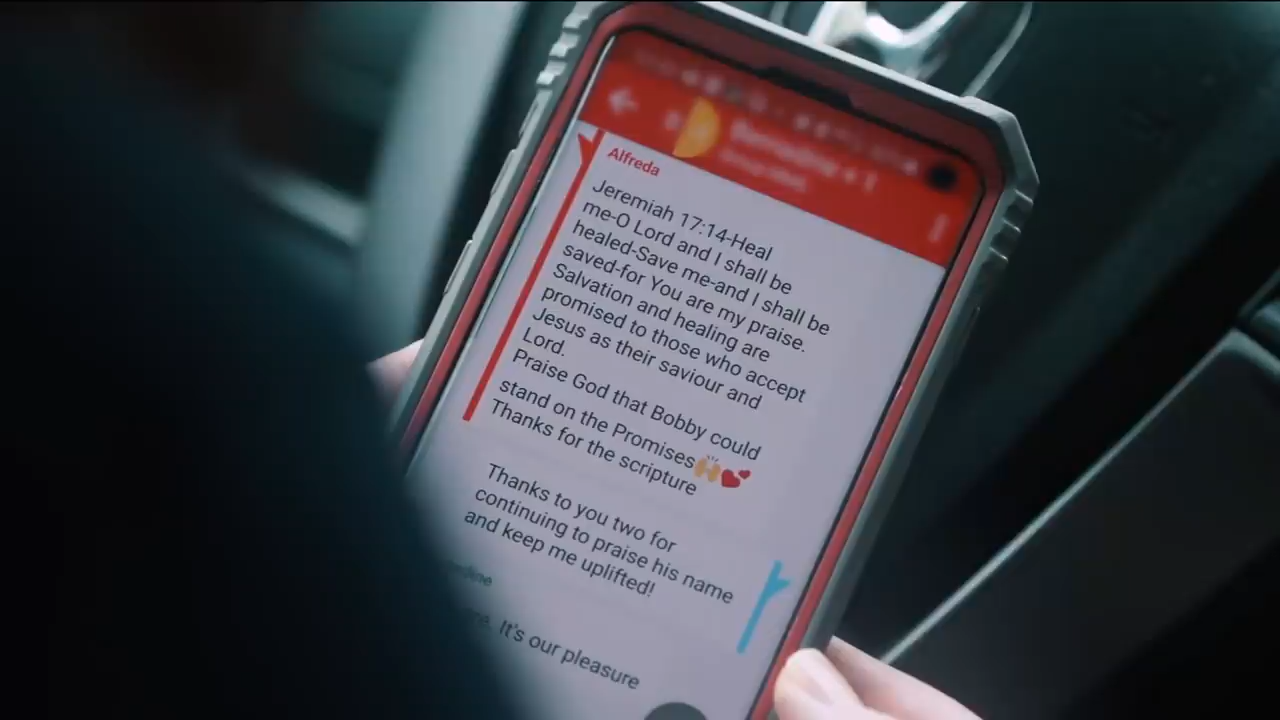 Alfreda
Jeremiah 17:14-Heal
me-O Lord and I shall be
healed-Save me-and I shall be
saved-for You are my praise.
Salvation and healing are
promised to those who accept
Jesus as their saviour and
Lord.
Praise God that Bobby could
stand on the Promises🙌💕
Thanks for the scripture
Thanks to you two for
continuing to praise his name
and keep me uplifted!
It's our pleasure